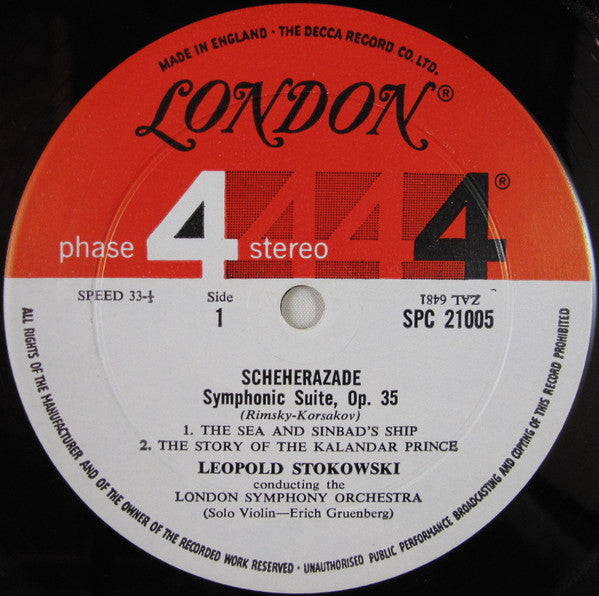 MADE IN ENGLAND · THE DECCA RECORD CO. LTD.
LONDON®
phase 4 stereo 4 4 4®
SPEED 33-⅓
Side
1
ZAL 6481
SPC 21005
SCHEHERAZADE
Symphonic Suite, Op. 35
(Rimsky-Korsakov)
1. THE SEA AND SINBAD'S SHIP
2. THE STORY OF THE KALANDAR PRINCE
LEOPOLD STOKOWSKI
conducting the
LONDON SYMPHONY ORCHESTRA
(Solo Violin—Erich Gruenberg)
ALL RIGHTS OF THE MANUFACTURER AND OF THE OWNER OF THE RECORDED WORK RESERVED · UNAUTHORISED PUBLIC PERFORMANCE BROADCASTING AND COPYING OF THIS RECORD PROHIBITED